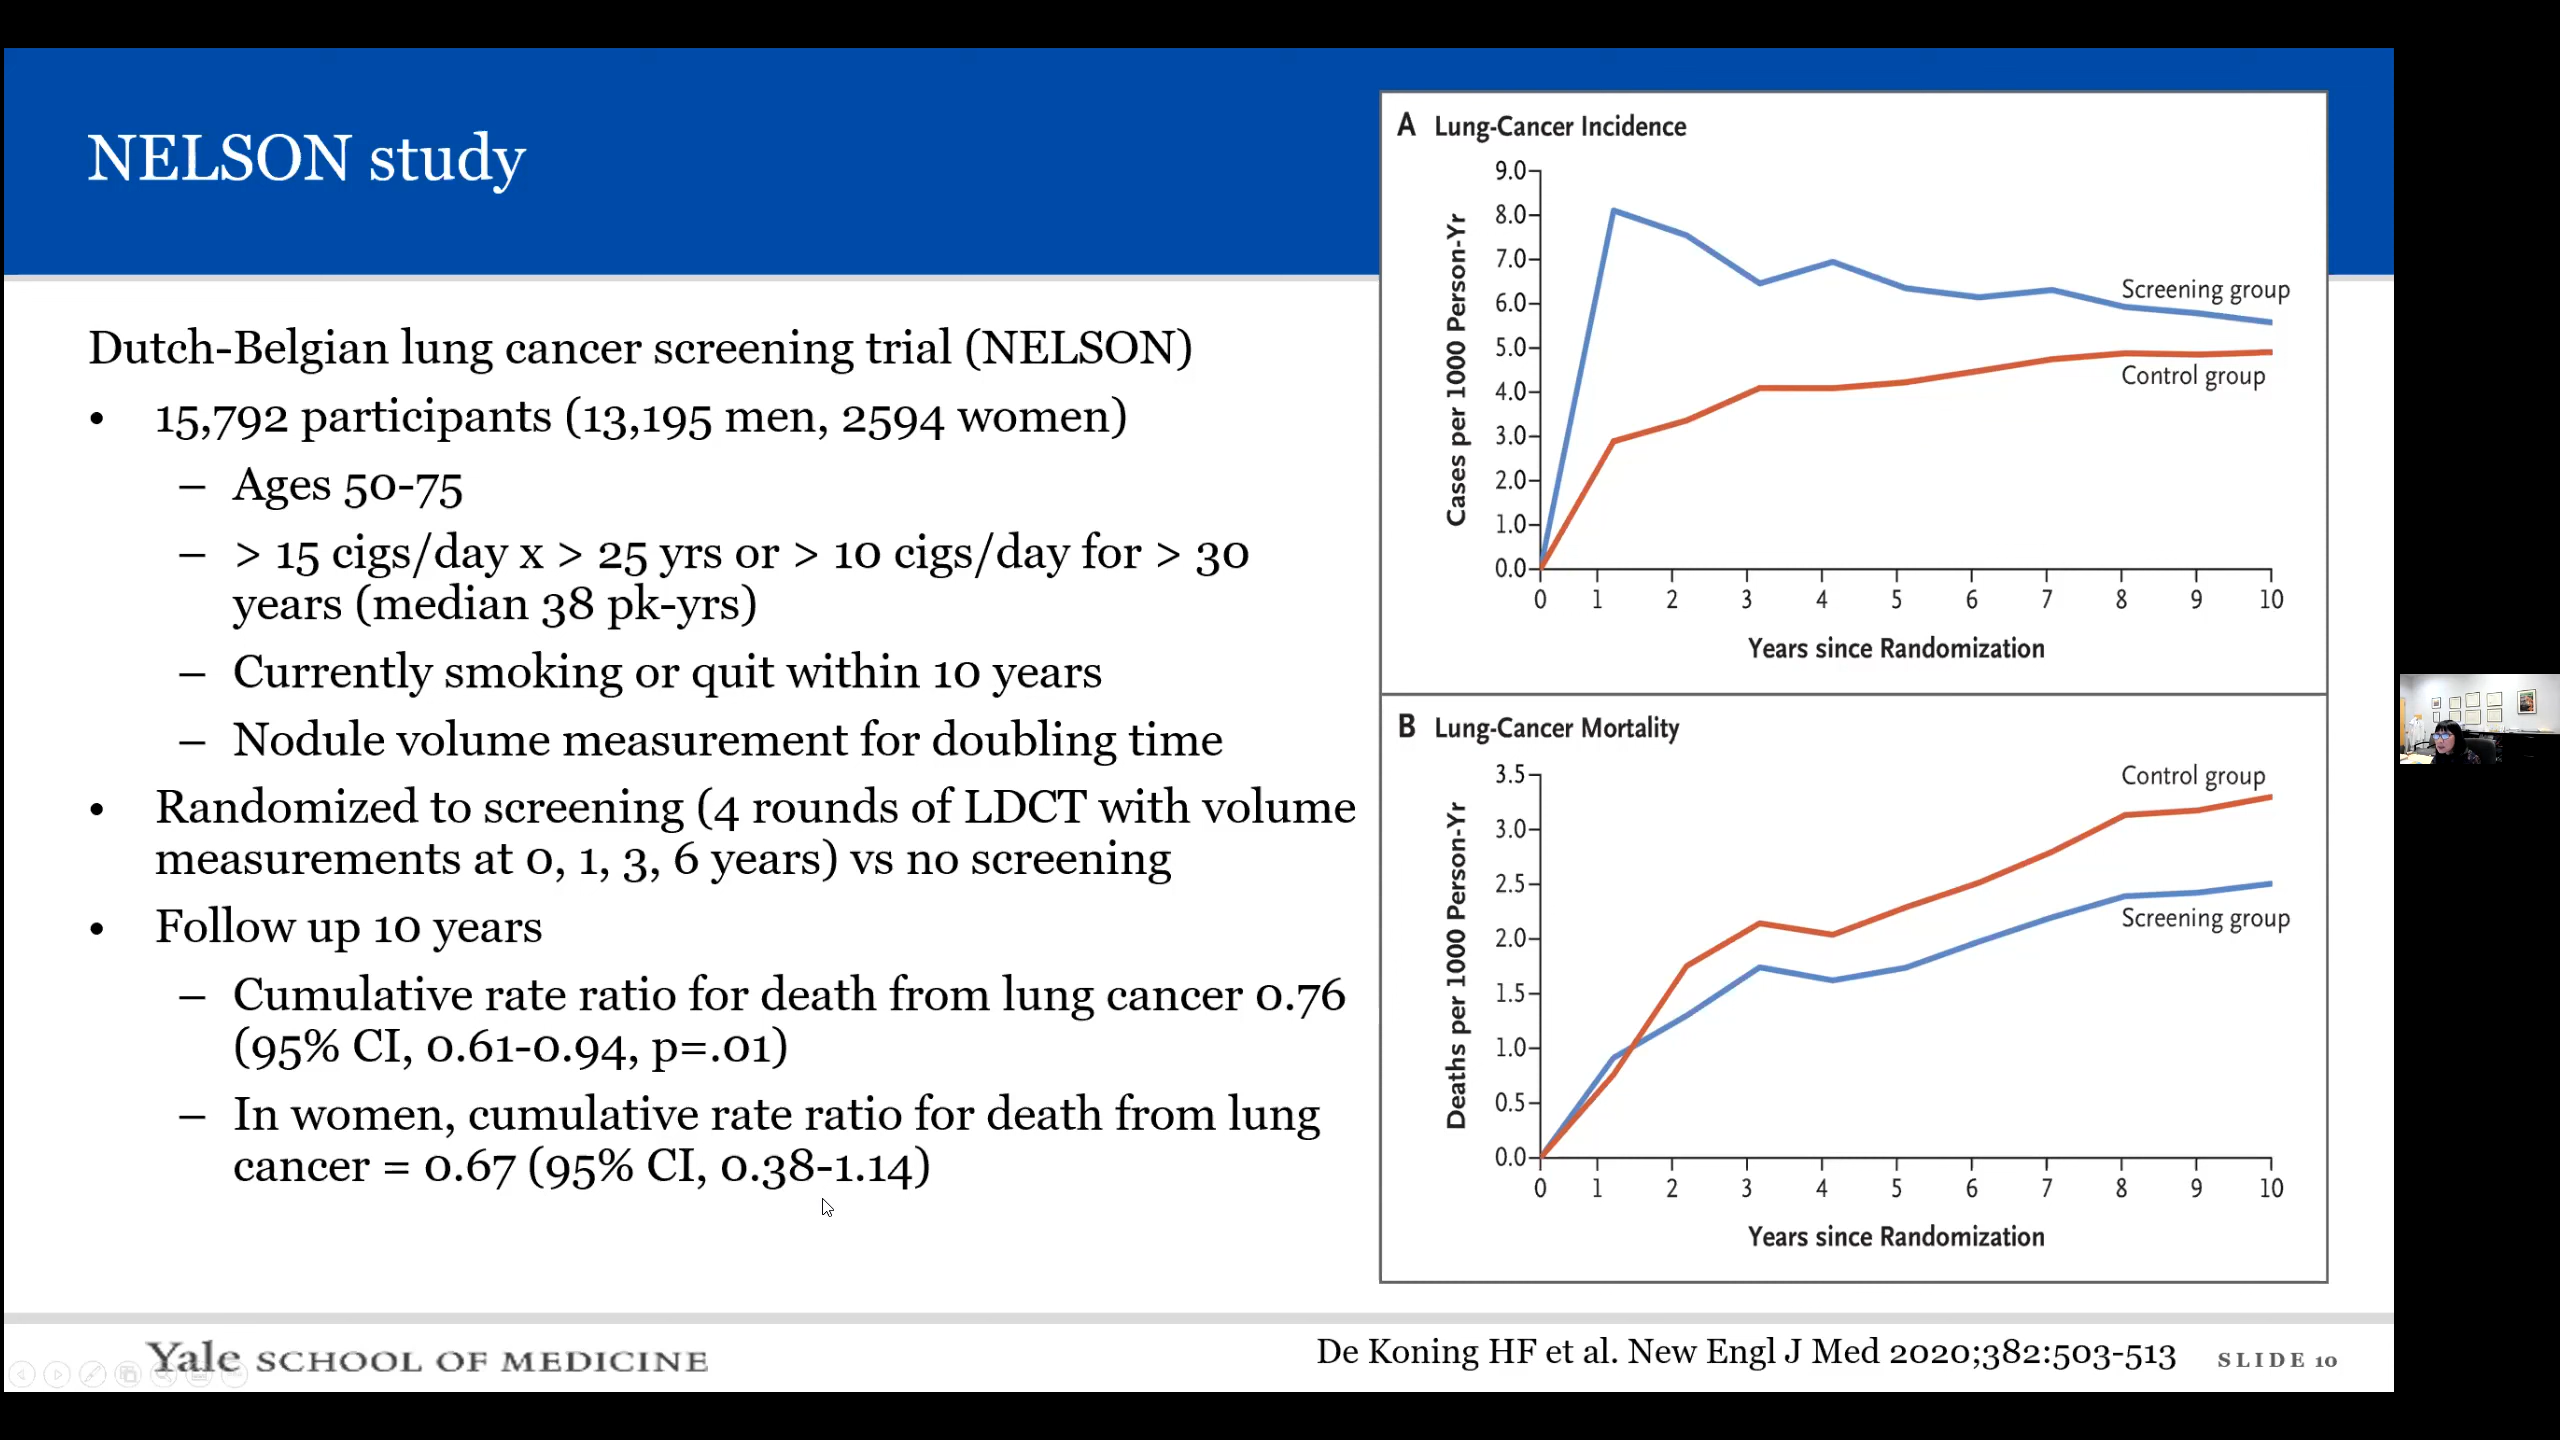 NELSON study
Dutch-Belgian lung cancer screening trial (NELSON)
• 15,792 participants (13,195 men, 2594 women)
– Ages 50-75
– > 15 cigs/day x > 25 yrs or > 10 cigs/day for > 30
years (median 38 pk-yrs)
– Currently smoking or quit within 10 years
– Nodule volume measurement for doubling time
• Randomized to screening (4 rounds of LDCT with volume
measurements at 0, 1, 3, 6 years) vs no screening
• Follow up 10 years
– Cumulative rate ratio for death from lung cancer 0.76
(95% CI, 0.61-0.94, p=.01)
– In women, cumulative rate ratio for death from lung
cancer = 0.67 (95% CI, 0.38-1.14)
A Lung-Cancer Incidence
Cases per 1000 Person-Yr
9.0
8.0
7.0
6.0
5.0
4.0
3.0
2.0
1.0
0.0
Screening group
Control group
0 1 2 3 4 5 6 7 8 9 10
Years since Randomization
B Lung-Cancer Mortality
Deaths per 1000 Person-Yr
3.5
3.0
2.5
2.0
1.5
1.0
0.5
0.0
Control group
Screening group
0 1 2 3 4 5 6 7 8 9 10
Years since Randomization
Yale SCHOOL OF MEDICINE
De Koning HF et al. New Engl J Med 2020;382:503-513
SLIDE 10